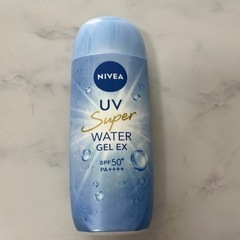 NIVEA
UV
Super
WATER
GEL EX
SPF50+
PA++++